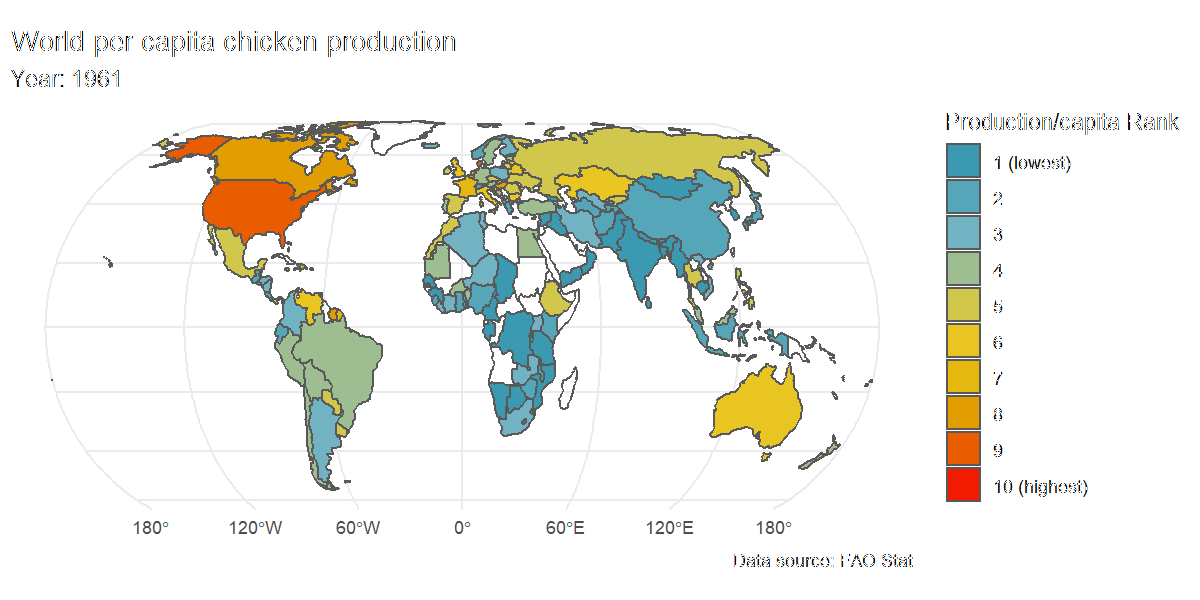 World per capita chicken production
Year: 1961
Production/capita Rank
1 (lowest)
2
3
4
5
6
7
8
9
10 (highest)
180° 120°W 60°W 0° 60°E 120°E 180°
Data source: FAO Stat